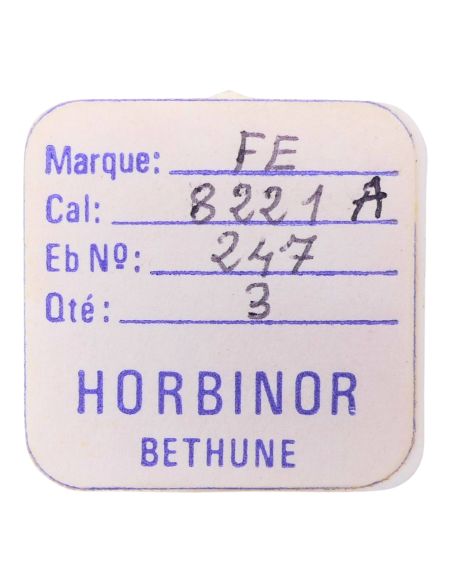 Marque: FE
Cal: 8221 A
Eb Nº: 247
Qté: 3
HORBINOR
BETHUNE